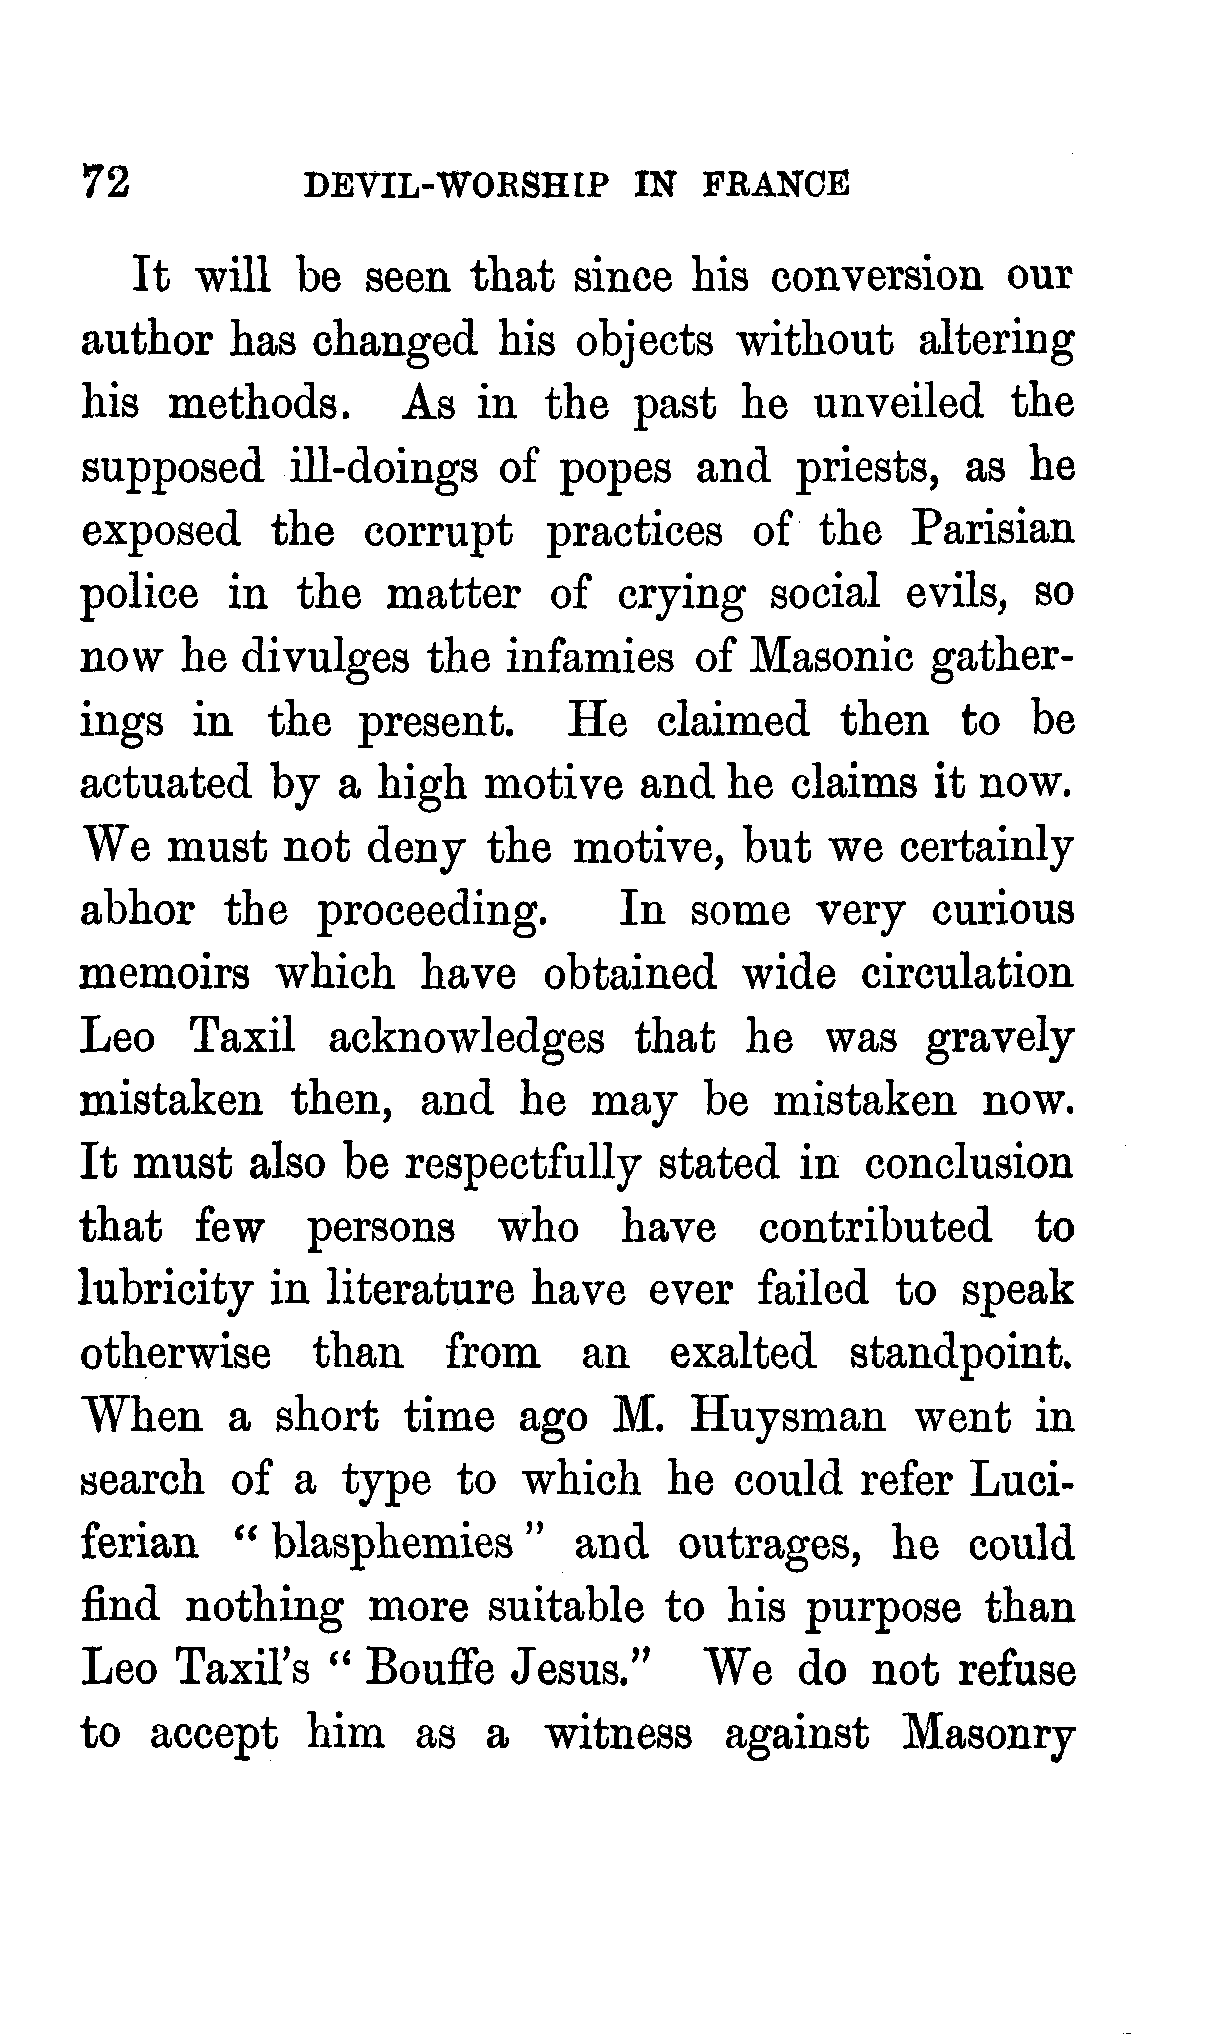 72 DEVIL-WORSHIP IN FRANCE
It will be seen that since his conversion our
author has changed his objects without altering
his methods. As in the past he unveiled the
supposed ill-doings of popes and priests, as he
exposed the corrupt practices of the Parisian
police in the matter of crying social evils, so
now he divulges the infamies of Masonic gather-
ings in the present. He claimed then to be
actuated by a high motive and he claims it now.
We must not deny the motive, but we certainly
abhor the proceeding. In some very curious
memoirs which have obtained wide circulation
Leo Taxil acknowledges that he was gravely
mistaken then, and he may be mistaken now.
It must also be respectfully stated in conclusion
that few persons who have contributed to
lubricity in literature have ever failed to speak
otherwise than from an exalted standpoint.
When a short time ago M. Huysman went in
search of a type to which he could refer Luci-
ferian “ blasphemies ” and outrages, he could
find nothing more suitable to his purpose than
Leo Taxil’s “ Bouffe Jesus.” We do not refuse
to accept him as a witness against Masonry